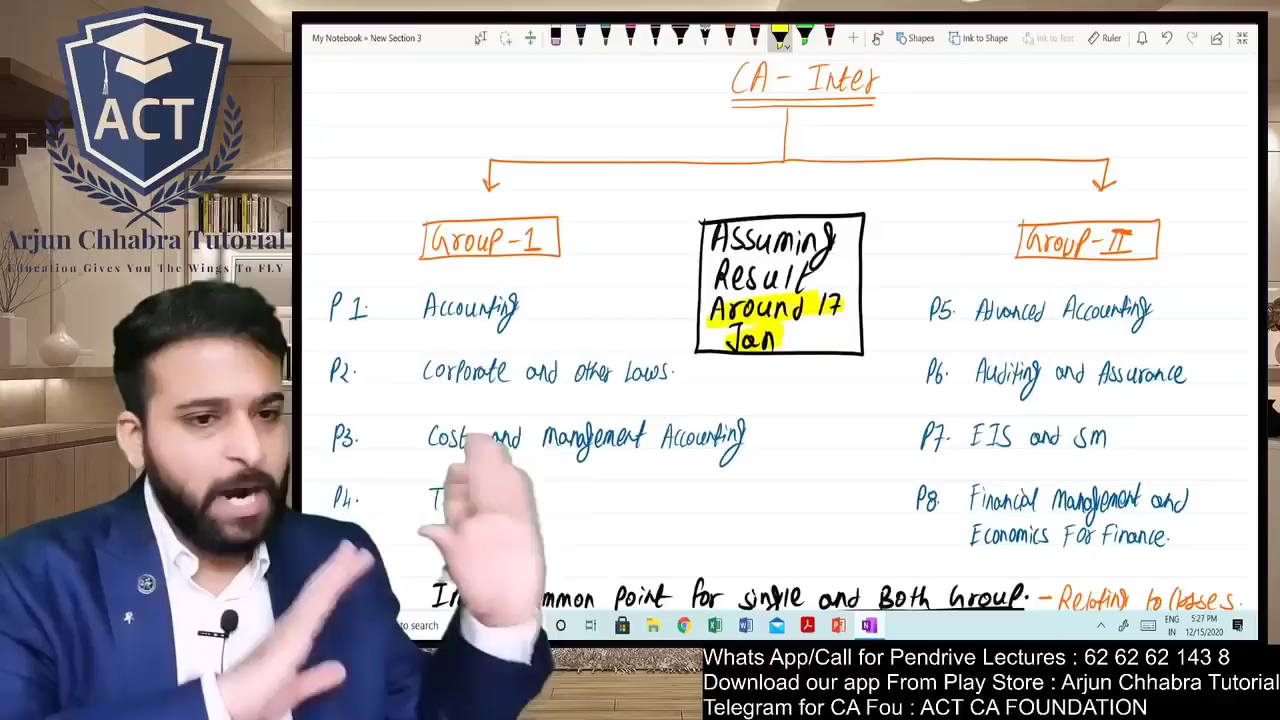 ACT
Arjun Chhabra Tutorial
Education Gives You The Wings To FLY
My Notebook » New Section 3
Shapes
Ink to Shape
Ink to Text
Ruler
CA - Inter
Group-1
Assuming
Result
Around 17
Jan
Group-II
P1.
Accounting
P5. Advanced Accounting
P2.
Corporate and other Laws.
P6. Auditing and Assurance
P3.
Cost and Management Accounting
P7. EIS and SM
P4.
P8. Financial Management and
Economics For Finance.
point for single and Both Group. - Relating to Classes.
to search
ENG
IN
5:27 PM
12/15/2020
Whats App/Call for Pendrive Lectures : 62 62 62 143 8
Download our app From Play Store : Arjun Chhabra Tutorial
Telegram for CA Fou : ACT CA FOUNDATION